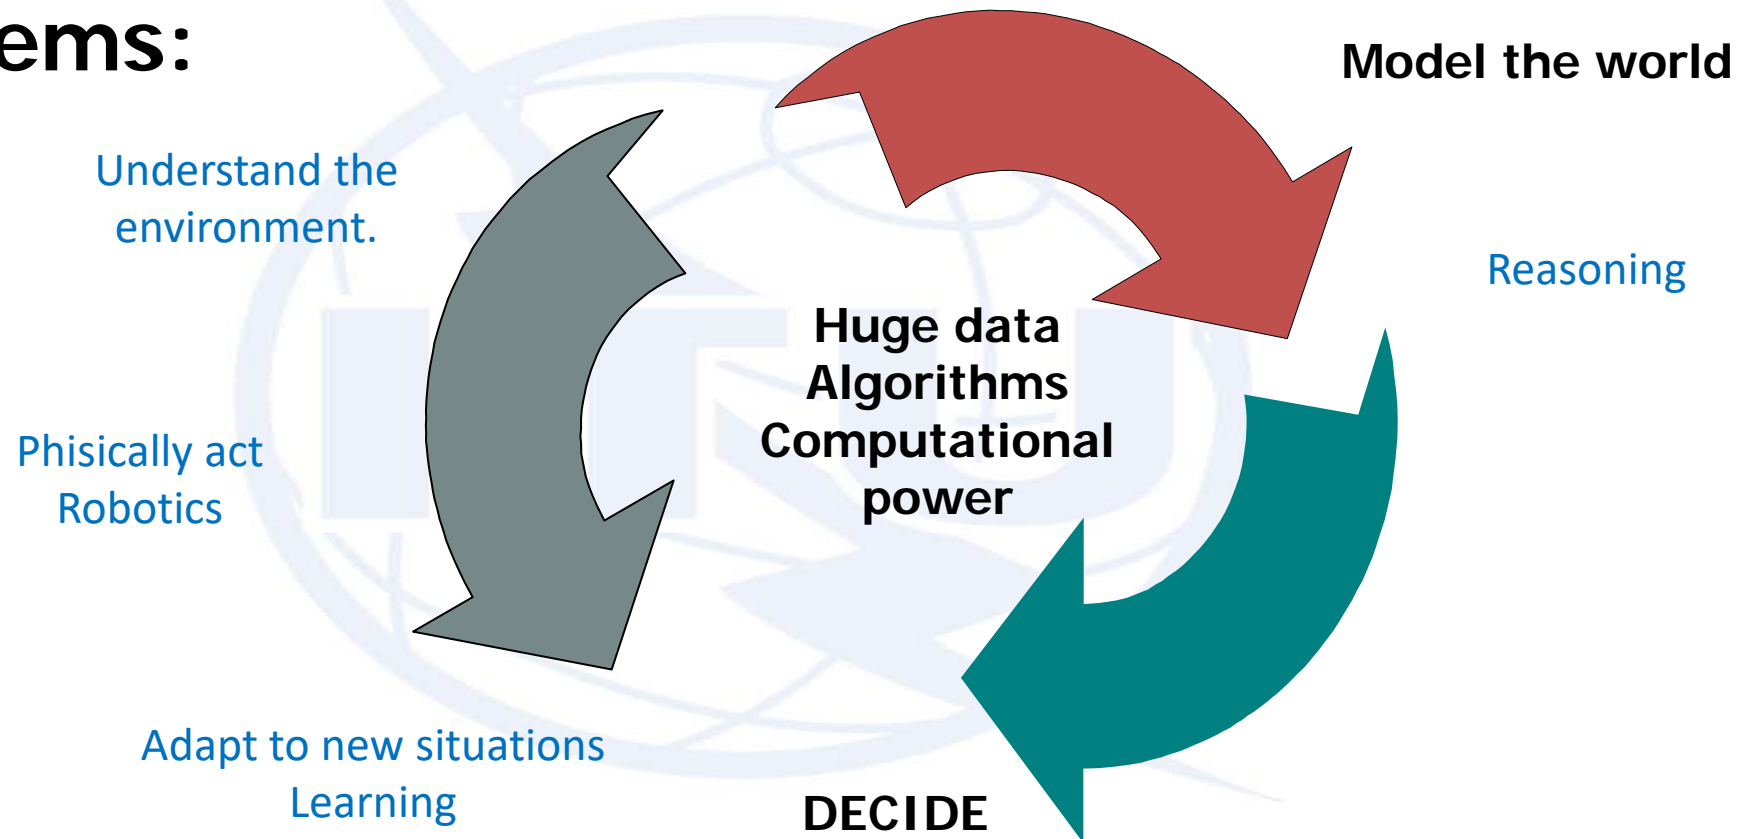 ems:
Model the world
Understand the
environment.
Reasoning
Huge data
Algorithms
Computational
power
Phisically act
Robotics
Adapt to new situations
Learning
DECIDE
ITU